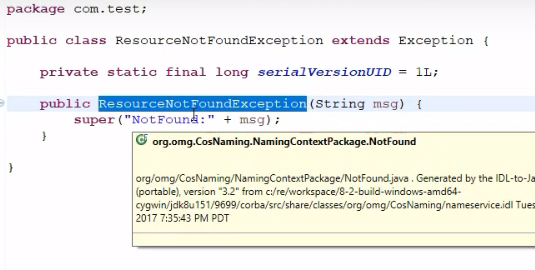 package com.test;
public class ResourceNotFoundException extends Exception {
private static final long serialVersionUID = 1L;
public ResourceNotFoundException(String msg) {
super("NotFound:" + msg);
}
}
org.omg.CosNaming.NamingContextPackage.NotFound
org/omg/CosNaming/NamingContextPackage/NotFound.java . Generated by the IDL-to-Ja
(portable), version "3.2" from c:/re/workspace/8-2-build-windows-amd64-
cygwin/jdk8u151/9699/corba/src/share/classes/org/omg/CosNaming/nameservice.idl Tues
2017 7:35:43 PM PDT